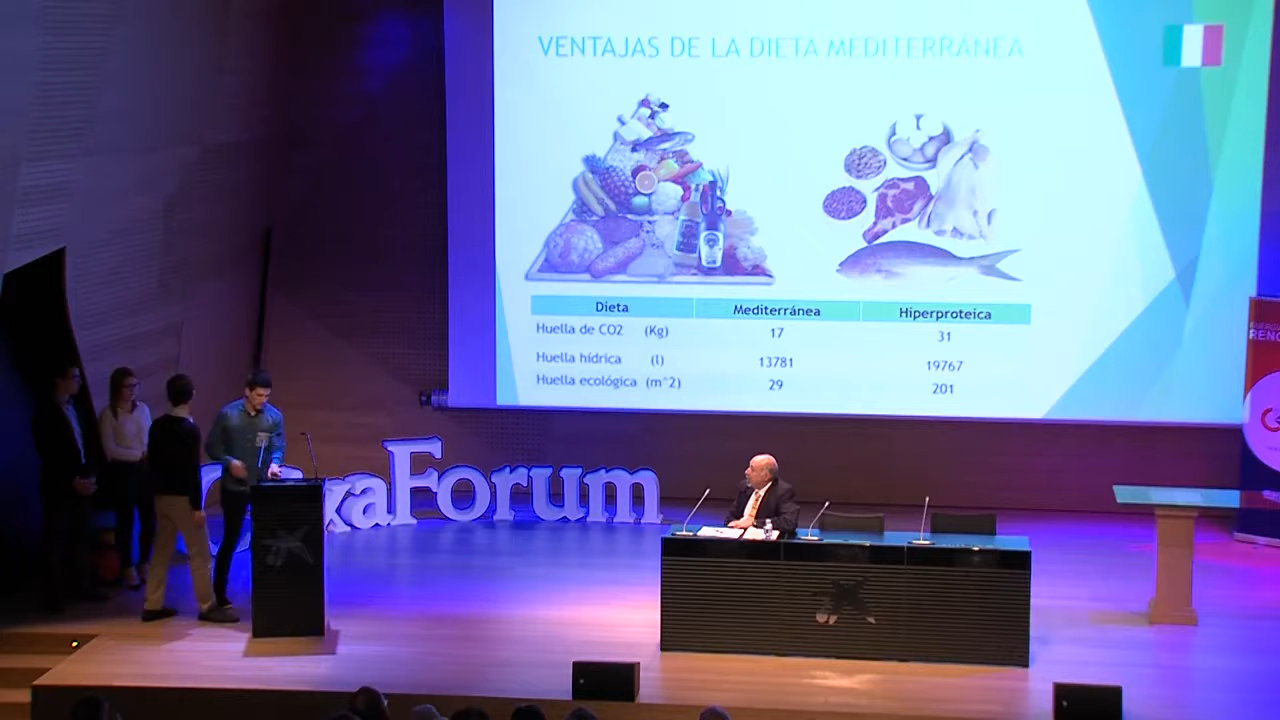 VENTAJAS DE LA DIETA MEDITERRÁNEA
Dieta Mediterránea Hiperproteica
Huella de CO2 (Kg) 17 31
Huella hídrica (l) 13781 19767
Huella ecológica (m^2) 29 201
xaForum